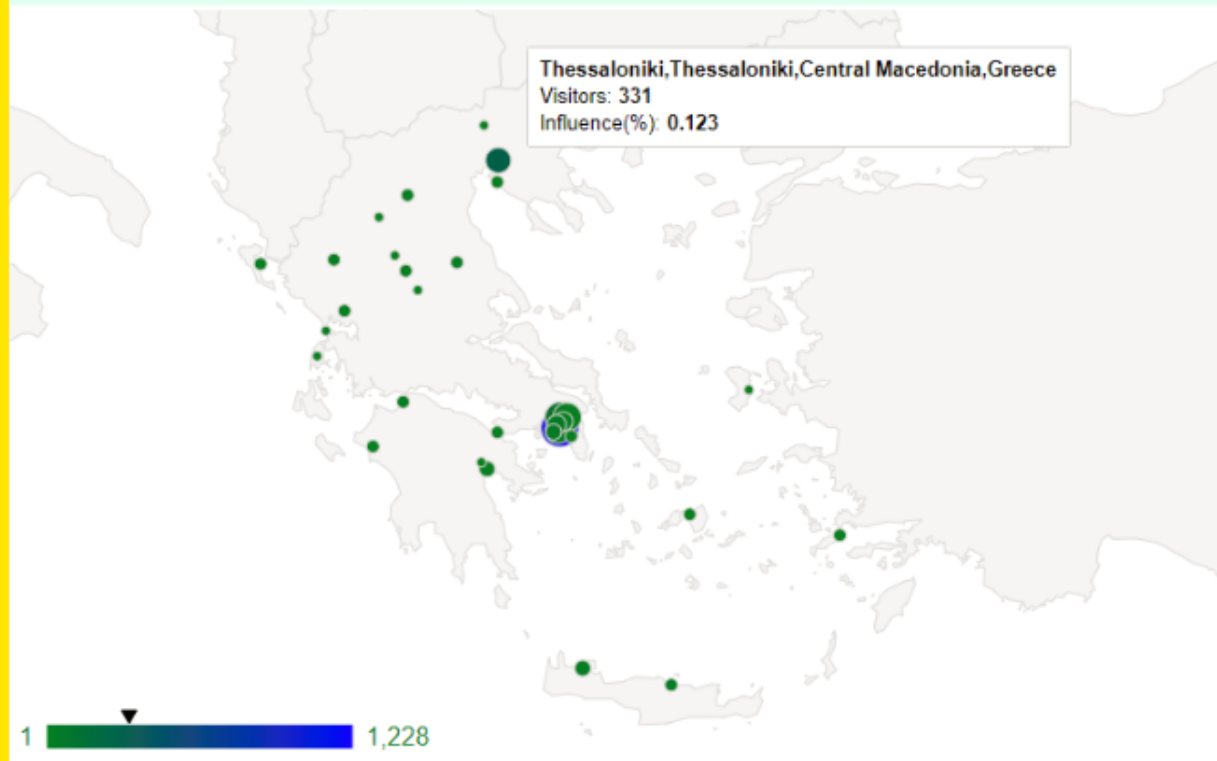 Thessaloniki,Thessaloniki,Central Macedonia,Greece
Visitors: 331
Influence(%): 0.123
1 1,228